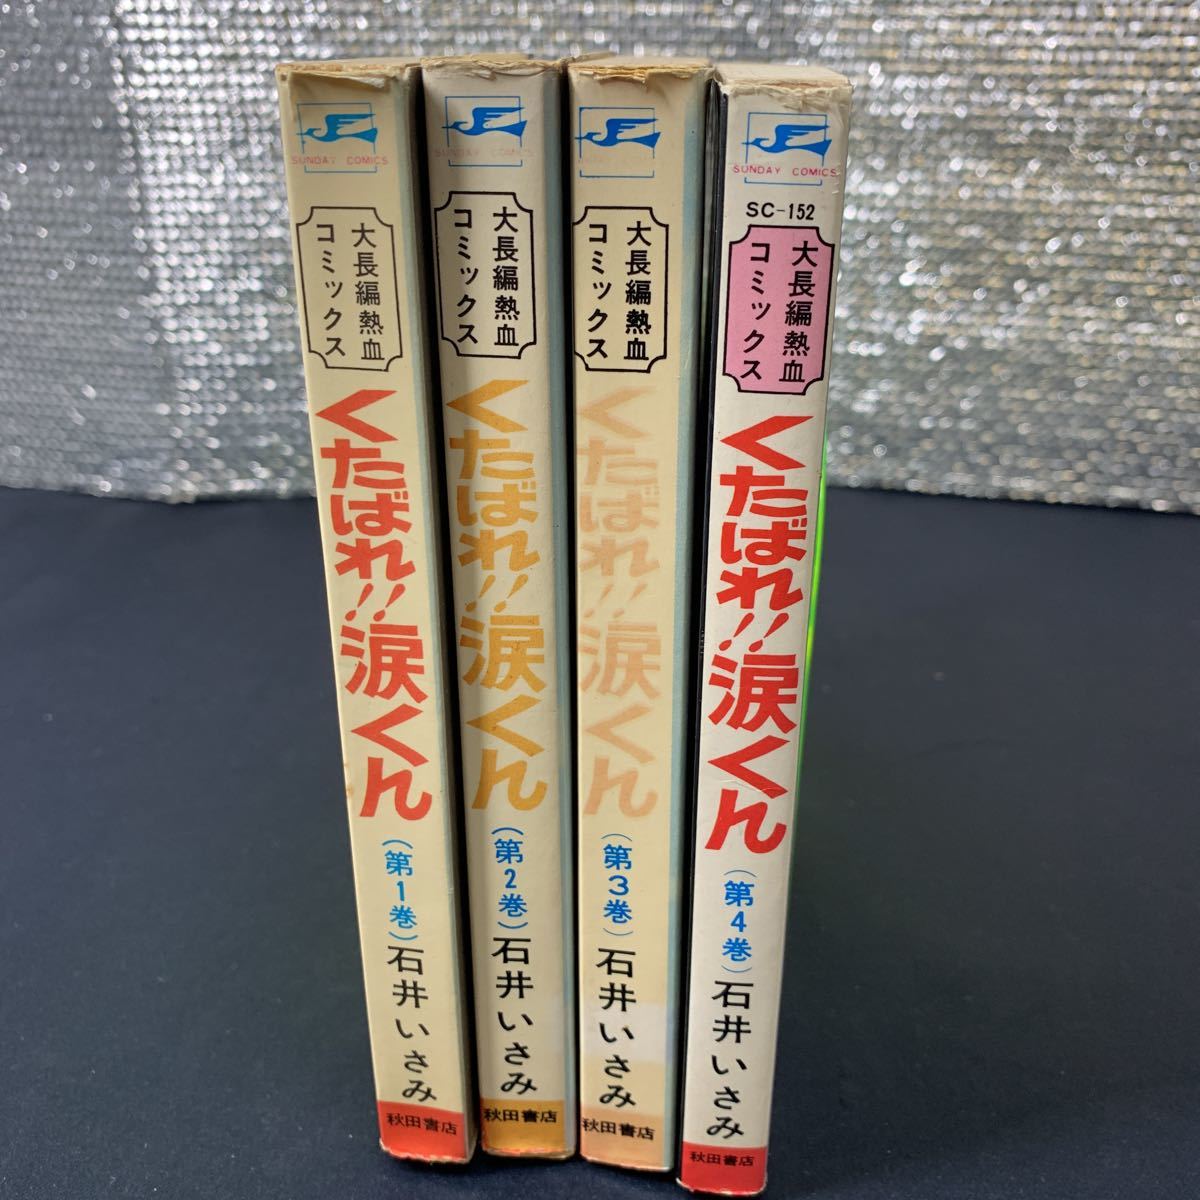 SUNDAY COMICS
大長編熱血
コミックス
くたばれ!!涙くん
(第1巻)
石井いさみ
秋田書店
SUNDAY COMICS
大長編熱血
コミックス
くたばれ!!涙くん
(第2巻)
石井いさみ
秋田書店
大長編熱血
コミックス
くたばれ!!涙くん
(第3巻)
石井いさみ
秋田書店
SUNDAY COMICS
SC-152
大長編熱血
コミックス
くたばれ!!涙くん
(第4巻)
石井いさみ
秋田書店